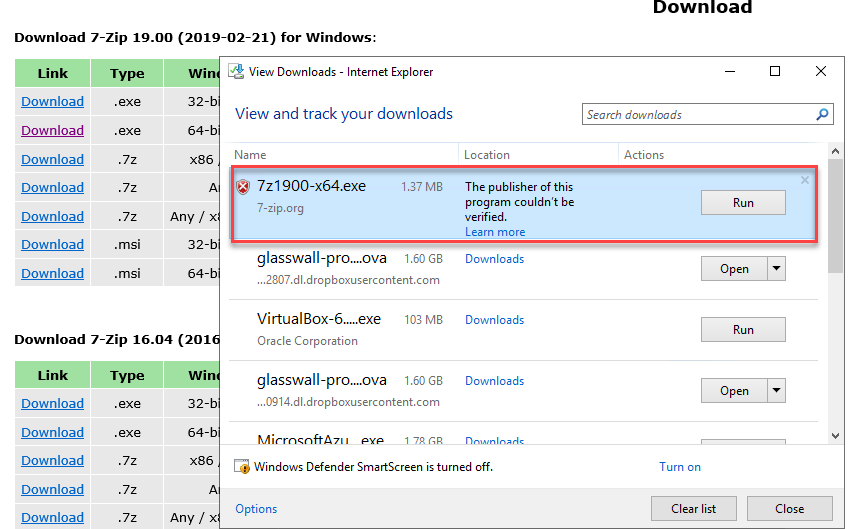 Download
Download 7-Zip 19.00 (2019-02-21) for Windows:
Link Type
Download .exe 32-bi
Download .exe 64-bi
Download .7z x86 /
Download .7z
Download .7z Any / x8
Download .msi 32-bi
Download .msi 64-bi
Download 7-Zip 16.04 (2016
Link Type
Download .exe 32-bi
Download .exe 64-bi
Download .7z x86 /
Download .7z
Download .7z Any / x8
View Downloads - Internet Explorer
View and track your downloads
Search downloads
Name Location Actions
7z1900-x64.exe 1.37 MB The publisher of this
program couldn't be
verified.
Learn more
7-zip.org
Run
glasswall-pro....ova 1.60 GB Downloads
...2807.dl.dropboxusercontent.com
Open
VirtualBox-6.....exe 103 MB Downloads
Oracle Corporation
Run
glasswall-pro....ova 1.60 GB Downloads
...0914.dl.dropboxusercontent.com
Open
MicrosoftAzu....exe 1.78 GB Downloads
Windows Defender SmartScreen is turned off. Turn on
Options Clear list Close